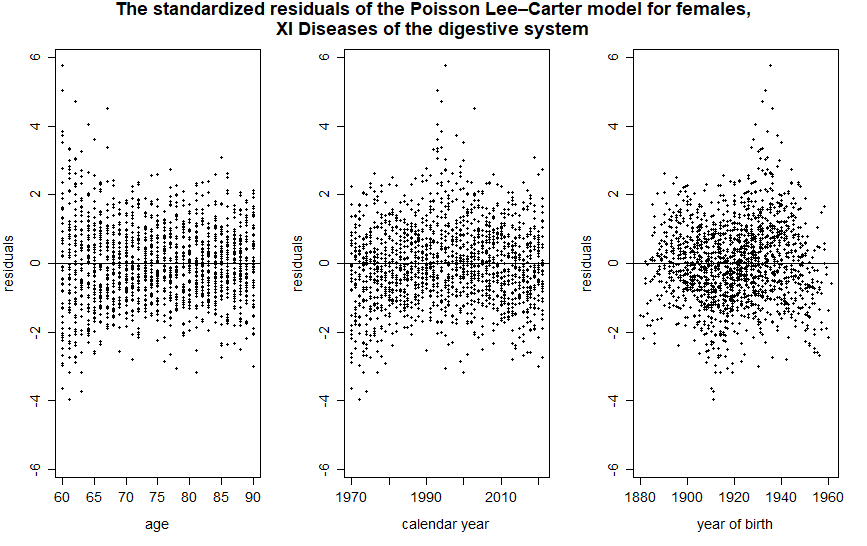 The standardized residuals of the Poisson Lee–Carter model for females,
XI Diseases of the digestive system
residuals
6
4
2
0
-2
-4
-6
60 65 70 75 80 85 90
age
residuals
6
4
2
0
-2
-4
-6
1970 1990 2010
calendar year
residuals
6
4
2
0
-2
-4
-6
1880 1900 1920 1940 1960
year of birth